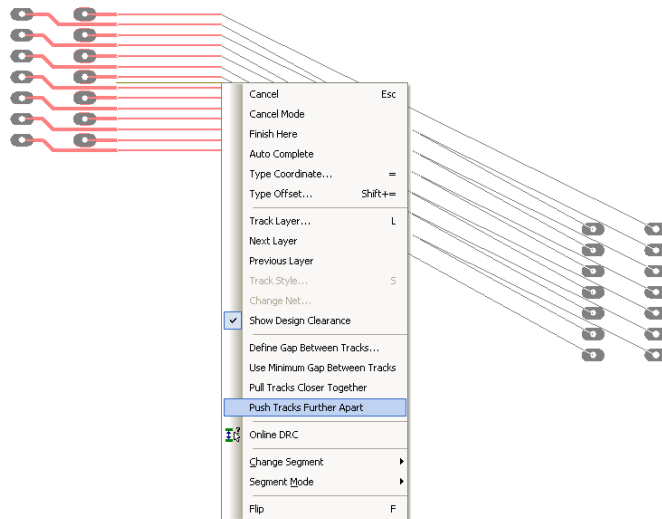 Cancel Esc
Cancel Mode
Finish Here
Auto Complete
Type Coordinate... =
Type Offset... Shift+=
Track Layer... L
Next Layer
Previous Layer
Track Style... S
Change Net...
Show Design Clearance
Define Gap Between Tracks...
Use Minimum Gap Between Tracks
Pull Tracks Closer Together
Push Tracks Further Apart
Online DRC
Change Segment
Segment Mode
Flip F